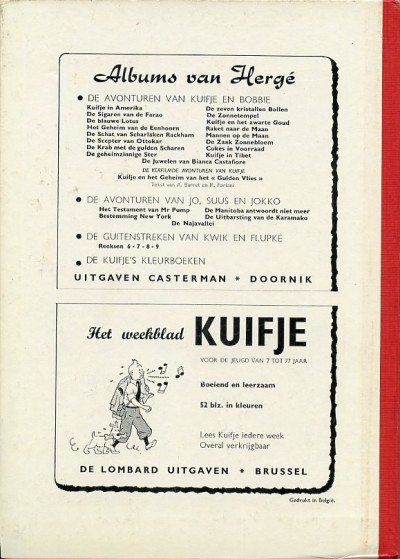 Albums van Hergé
• DE AVONTUREN VAN KUIFJE EN BOBBIE
Kuifje in Amerika
De Sigaren van de Farao
De blauwe Lotus
Het Geheim van de Eenhoorn
De Schat van Scharlaken Rackham
De Scepter van Ottokar
De Krab met de gulden Scharen
De geheimzinnige Ster
De zeven kristallen Bollen
De Zonnetempel
Kuifje en het zwarte Goud
Raket naar de Maan
Mannen op de Maan
De Zaak Zonnebloem
Cokes in Voorraad
Kuifje in Tibet
De Juwelen van Bianca Castafiore
DE VERFILMDE AVONTUREN VAN KUIFJE
Kuifje en het Geheim van het « Gulden Vlies »
Tekst van A. Barret en R. Forlani
• DE AVONTUREN VAN JO, SUUS EN JOKKO
Het Testament van Mr Pump
Bestemming New York
De Manitoba antwoordt niet meer
De Uitbarsting van de Karamako
De Najavallei
• DE GUITENSTREKEN VAN KWIK EN FLUPKE
Reeksen 6 - 7 - 8 - 9
• DE KUIFJE'S KLEURBOEKEN
UITGAVEN CASTERMAN * DOORNIK
Het weekblad KUIFJE
VOOR DE JEUGD VAN 7 TOT 77 JAAR
Boeiend en leerzaam
52 blz. in kleuren
Lees Kuifje iedere week
Overal verkrijgbaar
DE LOMBARD UITGAVEN * BRUSSEL
Gedrukt in België.